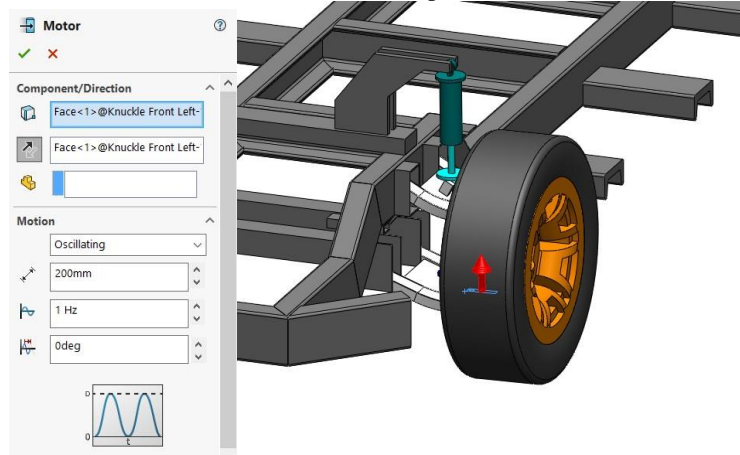 Motor
Component/Direction
Face<1>@Knuckle Front Left-
Face<1>@Knuckle Front Left-
Motion
Oscillating
200mm
1 Hz
0deg
D
0
t